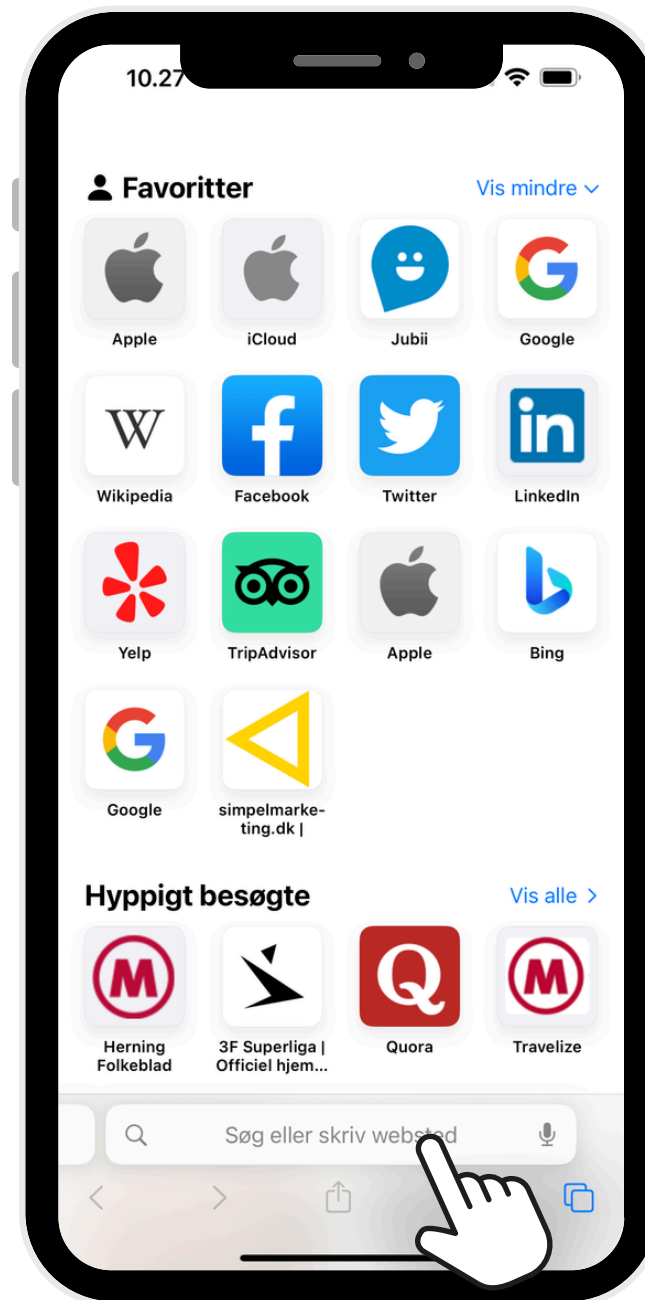 10.27
Favoritter
Vis mindre
Apple
iCloud
Jubii
Google
W
Wikipedia
f
Facebook
Twitter
in
LinkedIn
Yelp
TripAdvisor
Apple
b
Bing
G
Google
simpelmarke-
ting.dk |
Hyppigt besøgte
Vis alle
M
Herning
Folkeblad
3F Superliga |
Officiel hjem...
Q
Quora
M
Travelize
Søg eller skriv websted